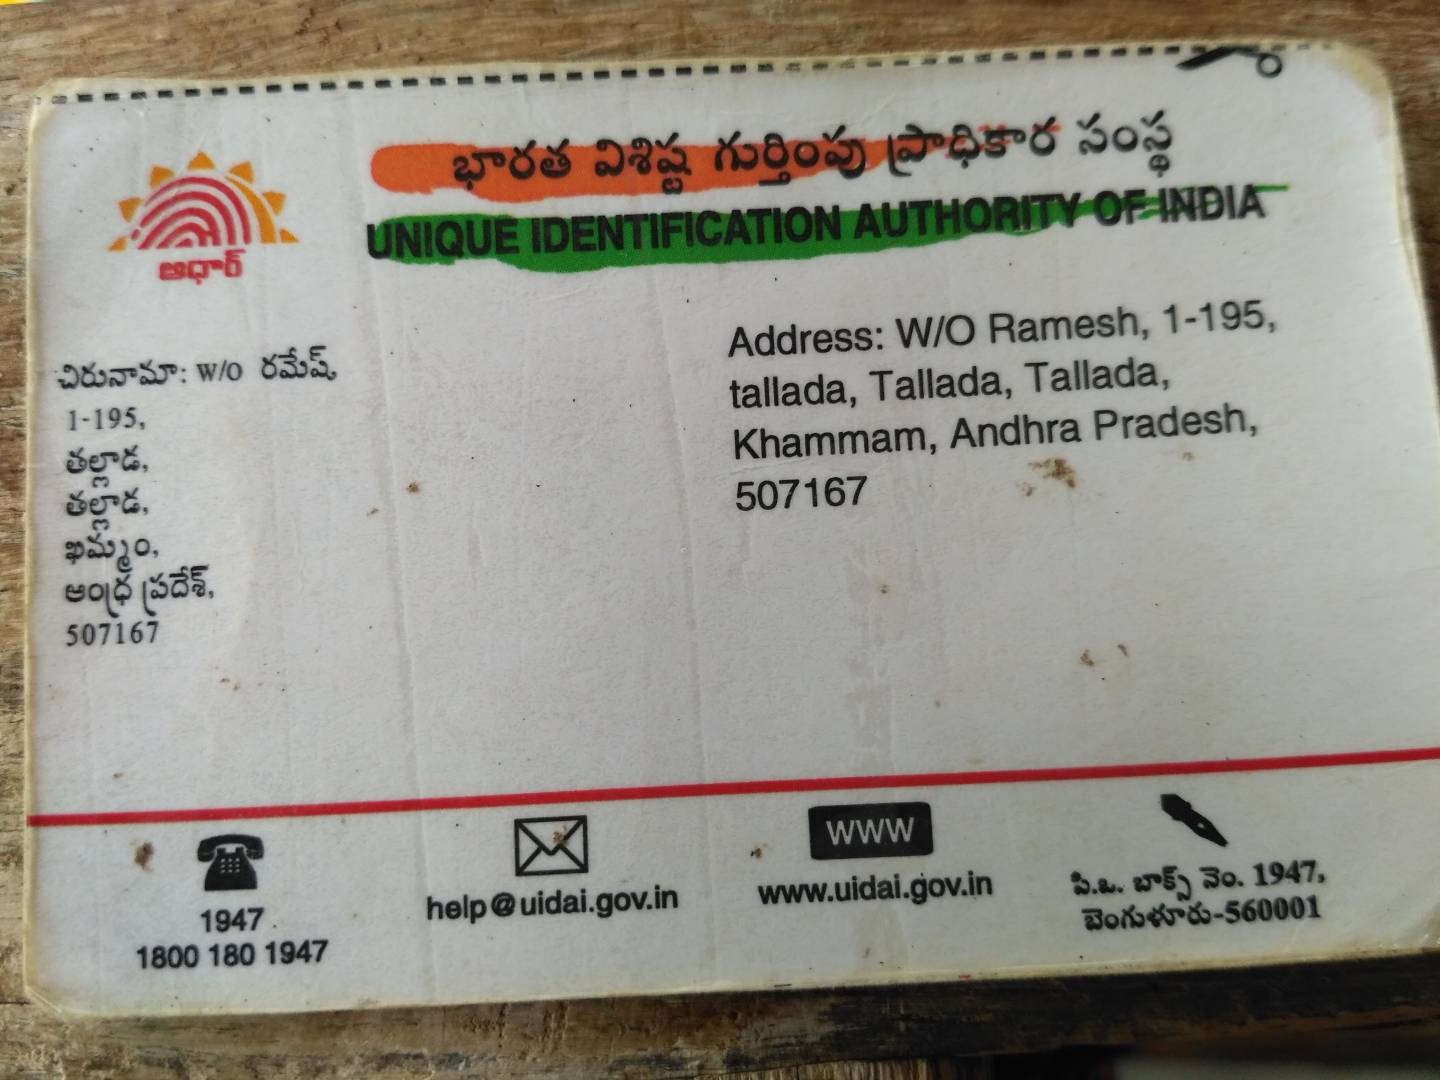 భారత విశిష్ట గుర్తింపు ప్రాధికార సంస్థ
UNIQUE IDENTIFICATION AUTHORITY OF INDIA
ఆధార్
చిరునామా: W/O రమేష్,
1-195,
తల్లాడ,
తల్లాడ,
ఖమ్మం,
ఆంధ్ర ప్రదేశ్,
507167
Address: W/O Ramesh, 1-195,
tallada, Tallada, Tallada,
Khammam, Andhra Pradesh,
507167
1947
1800 180 1947
help@uidai.gov.in
WWW
www.uidai.gov.in
పి.ఒ. బాక్స్ నెం. 1947,
బెంగుళూరు-560001